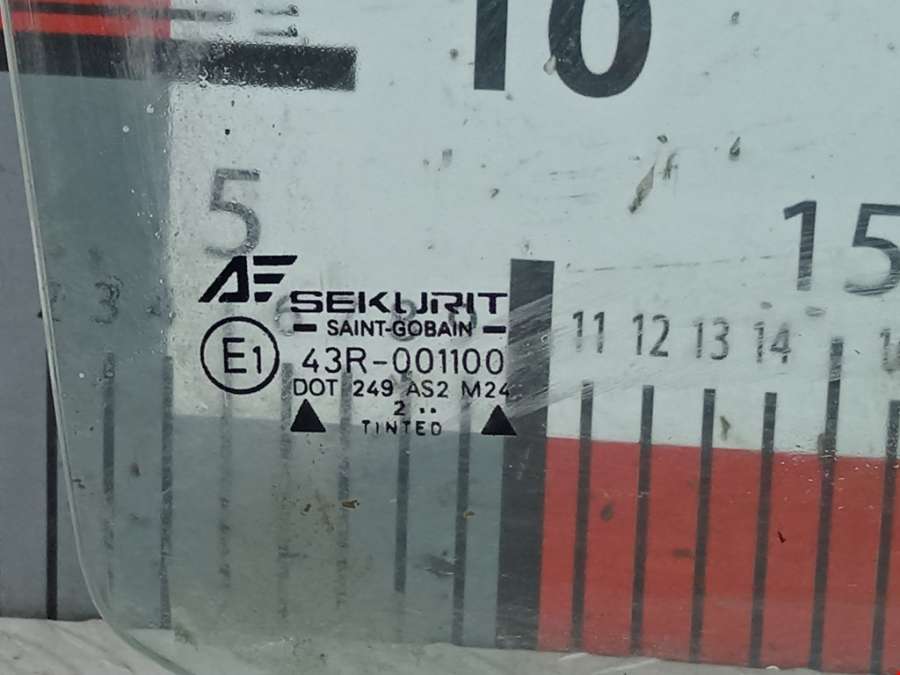 10
5
15
AF SEKURIT
SAINT-GOBAIN
E1 43R-001100
DOT 249 AS2 M24
2 ..
TINTED
3
11 12 13 14